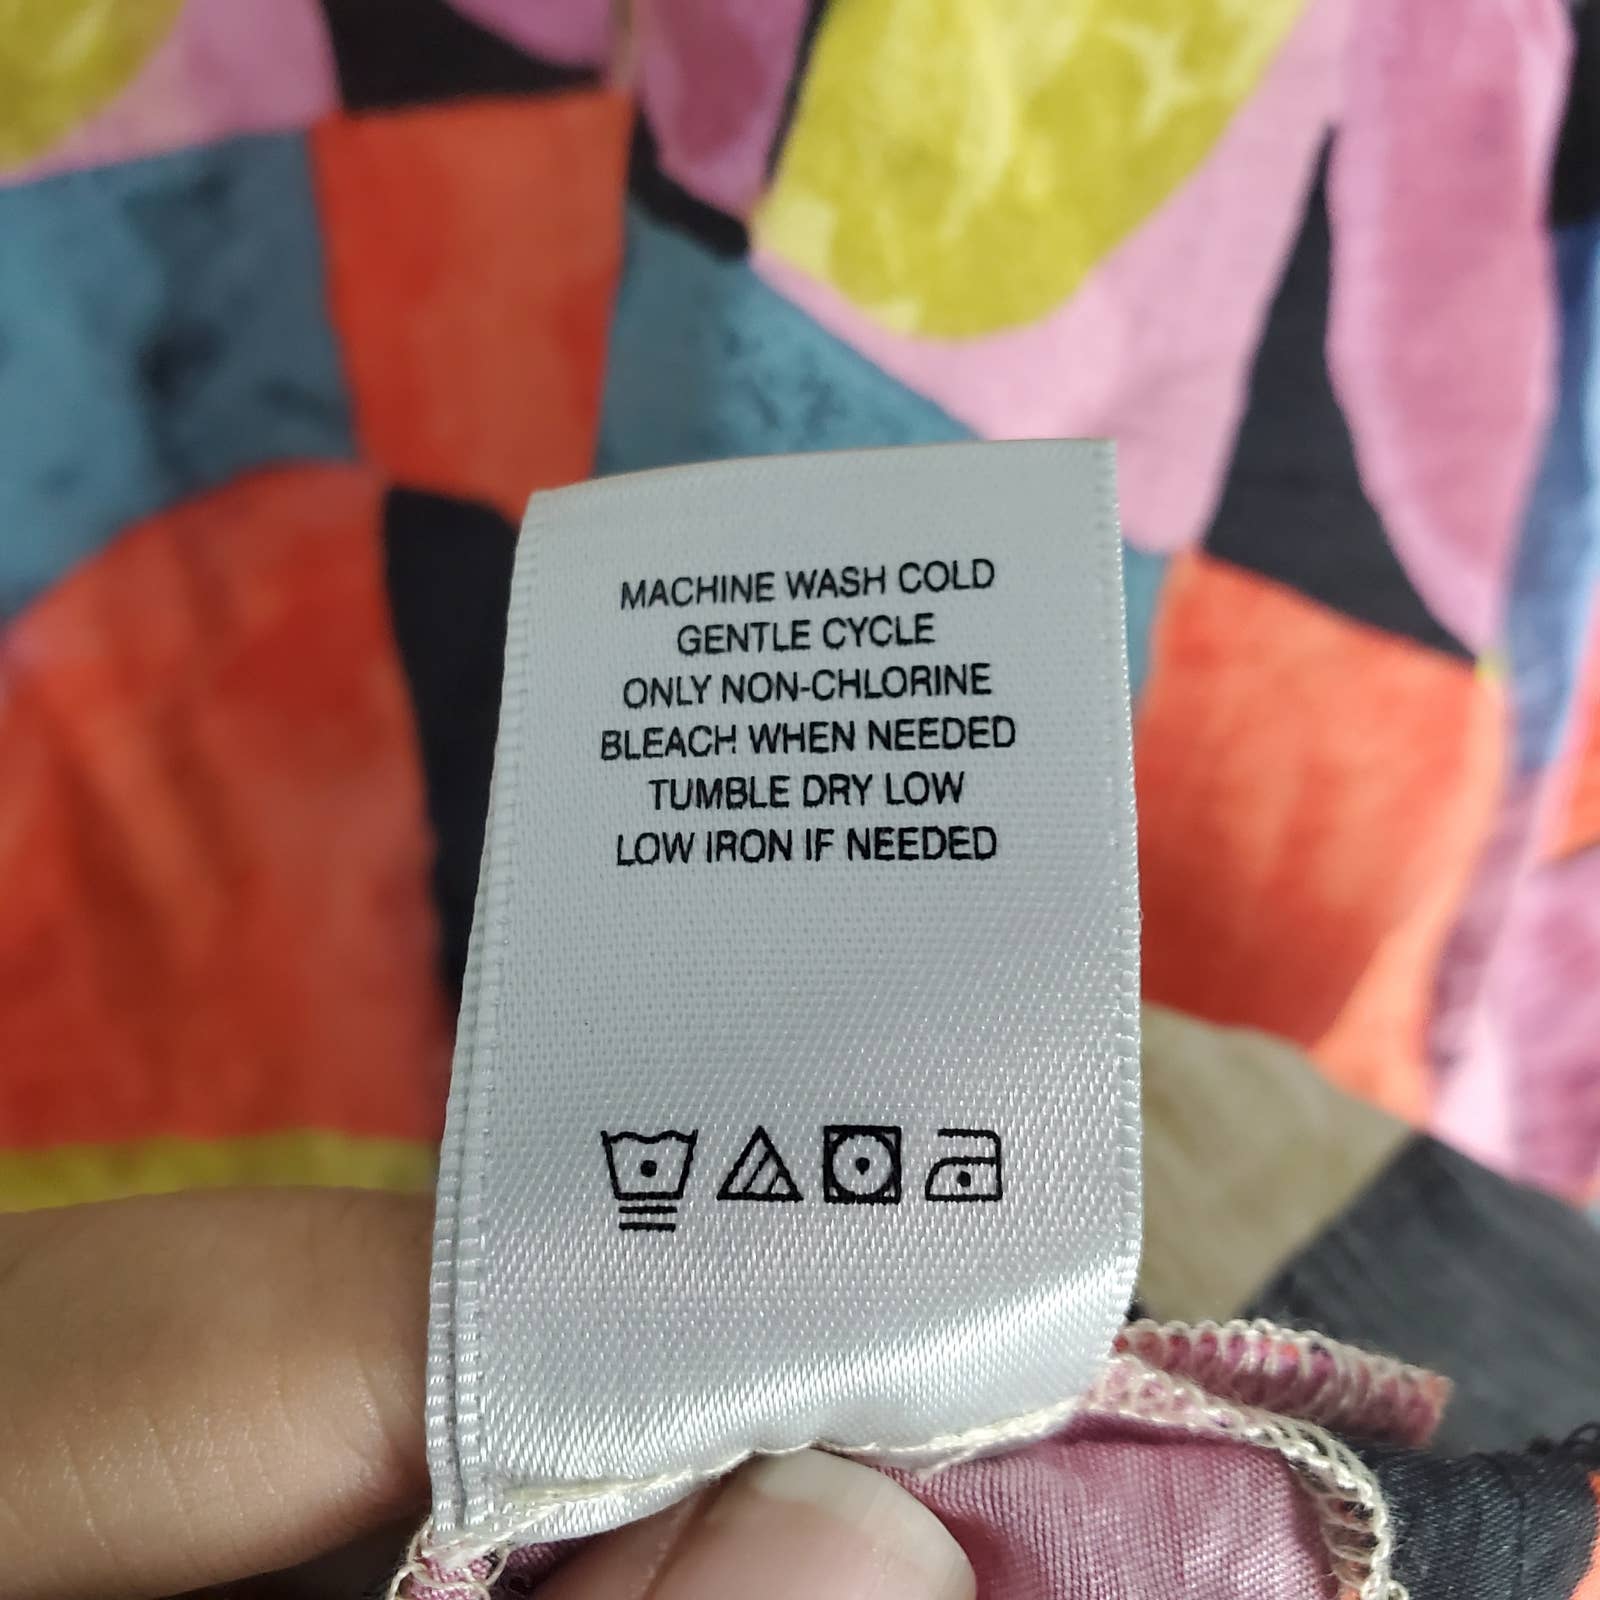 MACHINE WASH COLD
GENTLE CYCLE
ONLY NON-CHLORINE
BLEACH WHEN NEEDED
TUMBLE DRY LOW
LOW IRON IF NEEDED